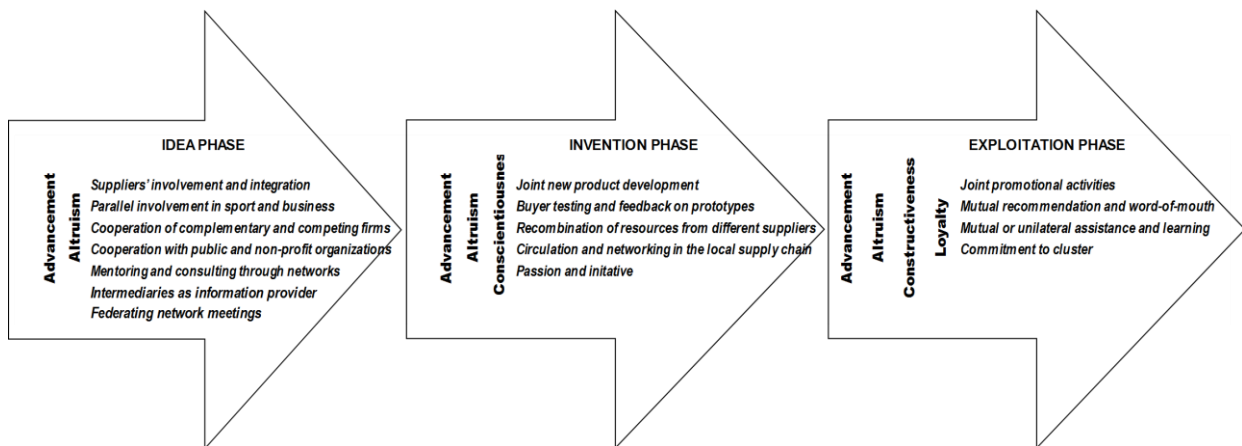 IDEA PHASE
Advancement
Altruism
Suppliers' involvement and integration
Parallel involvement in sport and business
Cooperation of complementary and competing firms
Cooperation with public and non-profit organizations
Mentoring and consulting through networks
Intermediaries as information provider
Federating network meetings
INVENTION PHASE
Advancement
Altruism
Conscientiousnes
Joint new product development
Buyer testing and feedback on prototypes
Recombination of resources from different suppliers
Circulation and networking in the local supply chain
Passion and initative
EXPLOITATION PHASE
Advancement
Altruism
Constructiveness
Loyalty
Joint promotional activities
Mutual recommendation and word-of-mouth
Mutual or unilateral assistance and learning
Commitment to cluster